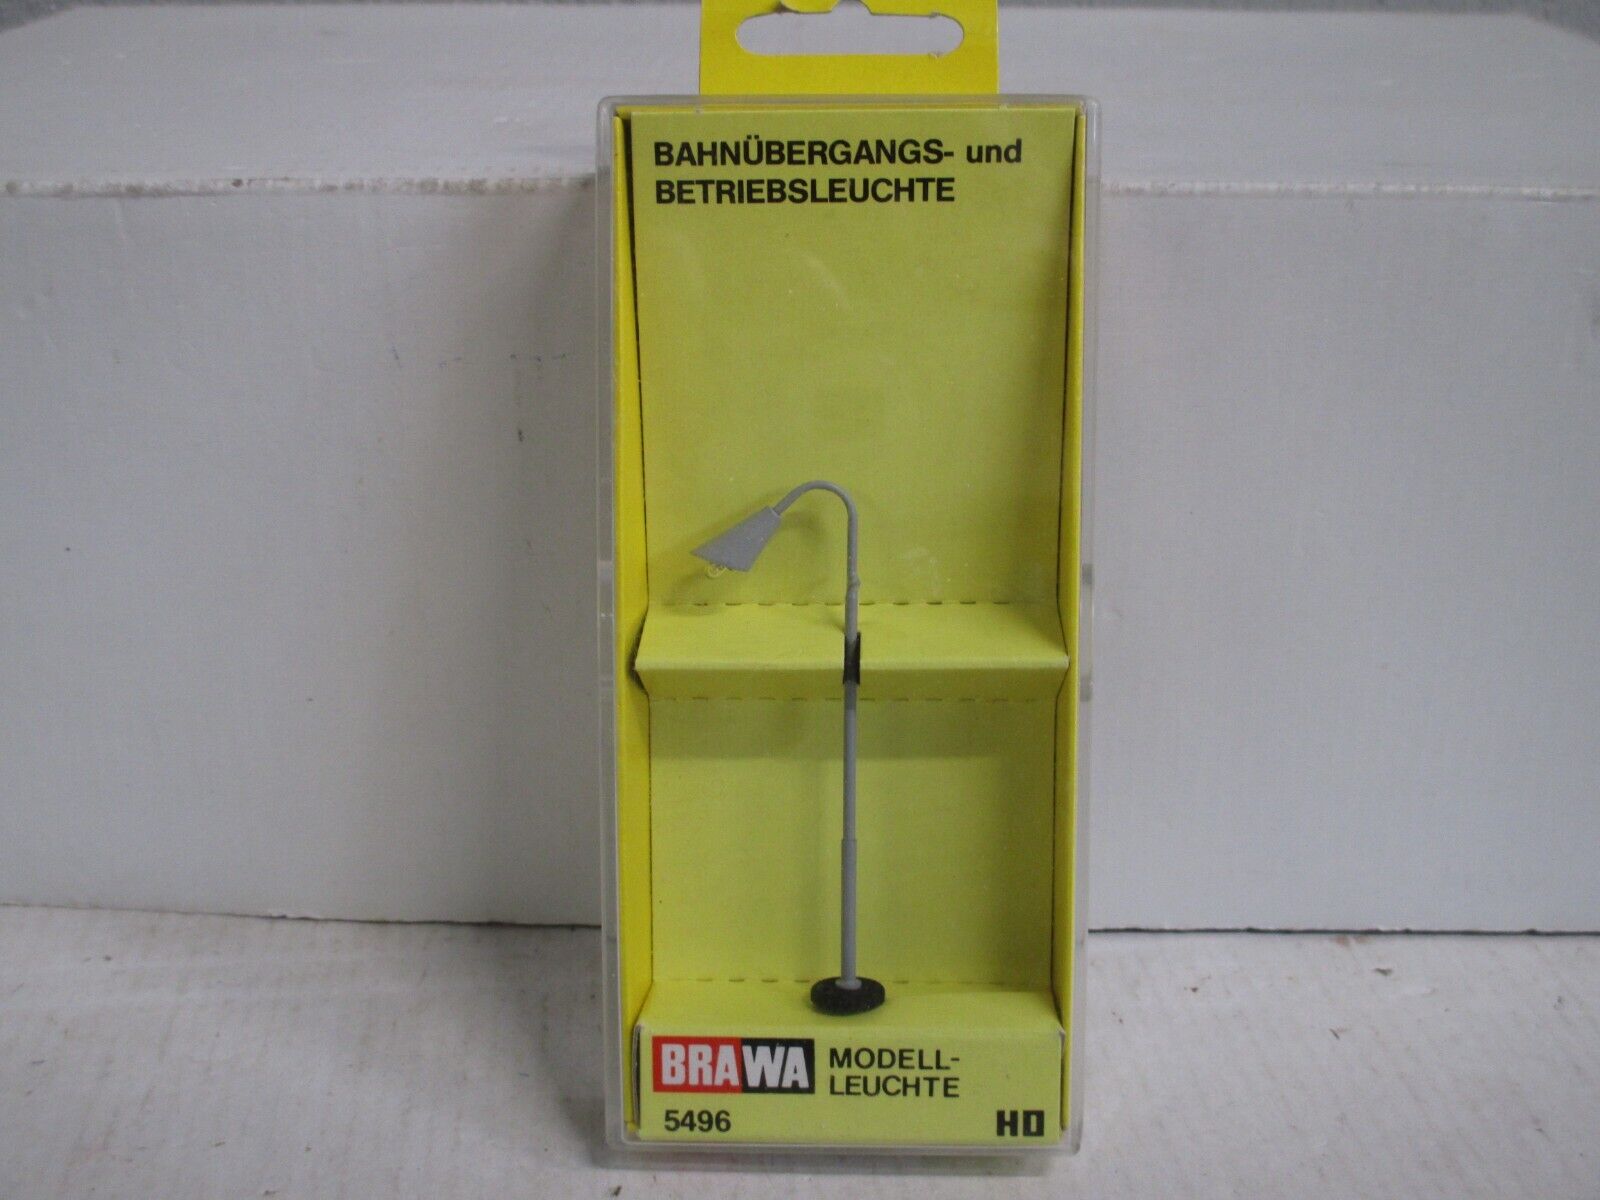 BAHNÜBERGANGS- und
BETRIEBSLEUCHTE
BRAWA
MODELL-
LEUCHTE
5496
HO